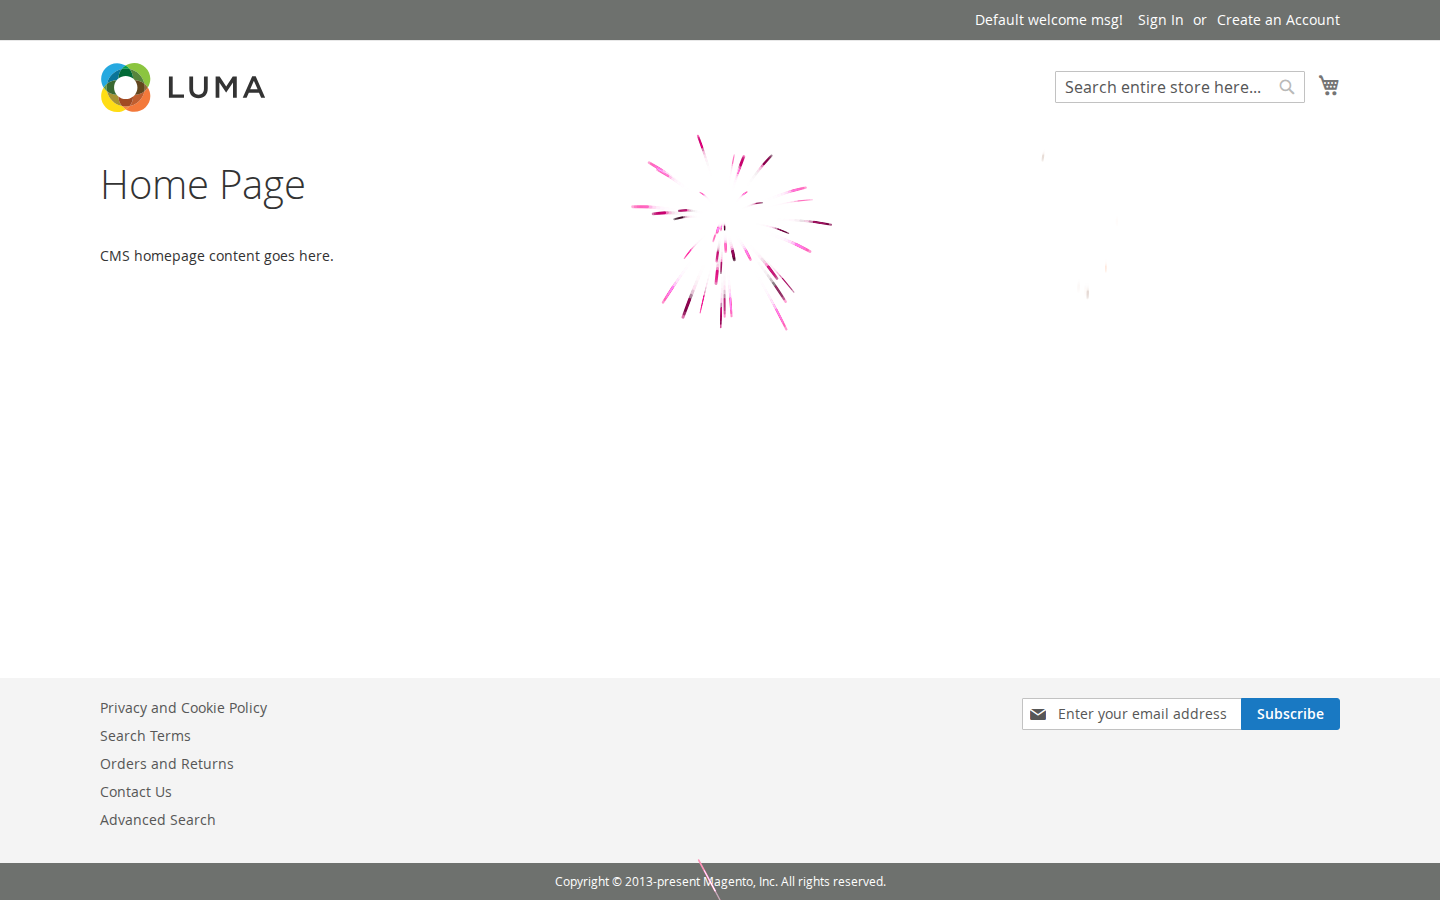 Default welcome msg! Sign In or Create an Account
LUMA
Search entire store here...
Home Page
CMS homepage content goes here.
Privacy and Cookie Policy
Search Terms
Orders and Returns
Contact Us
Advanced Search
Enter your email address
Subscribe
Copyright © 2013-present Magento, Inc. All rights reserved.